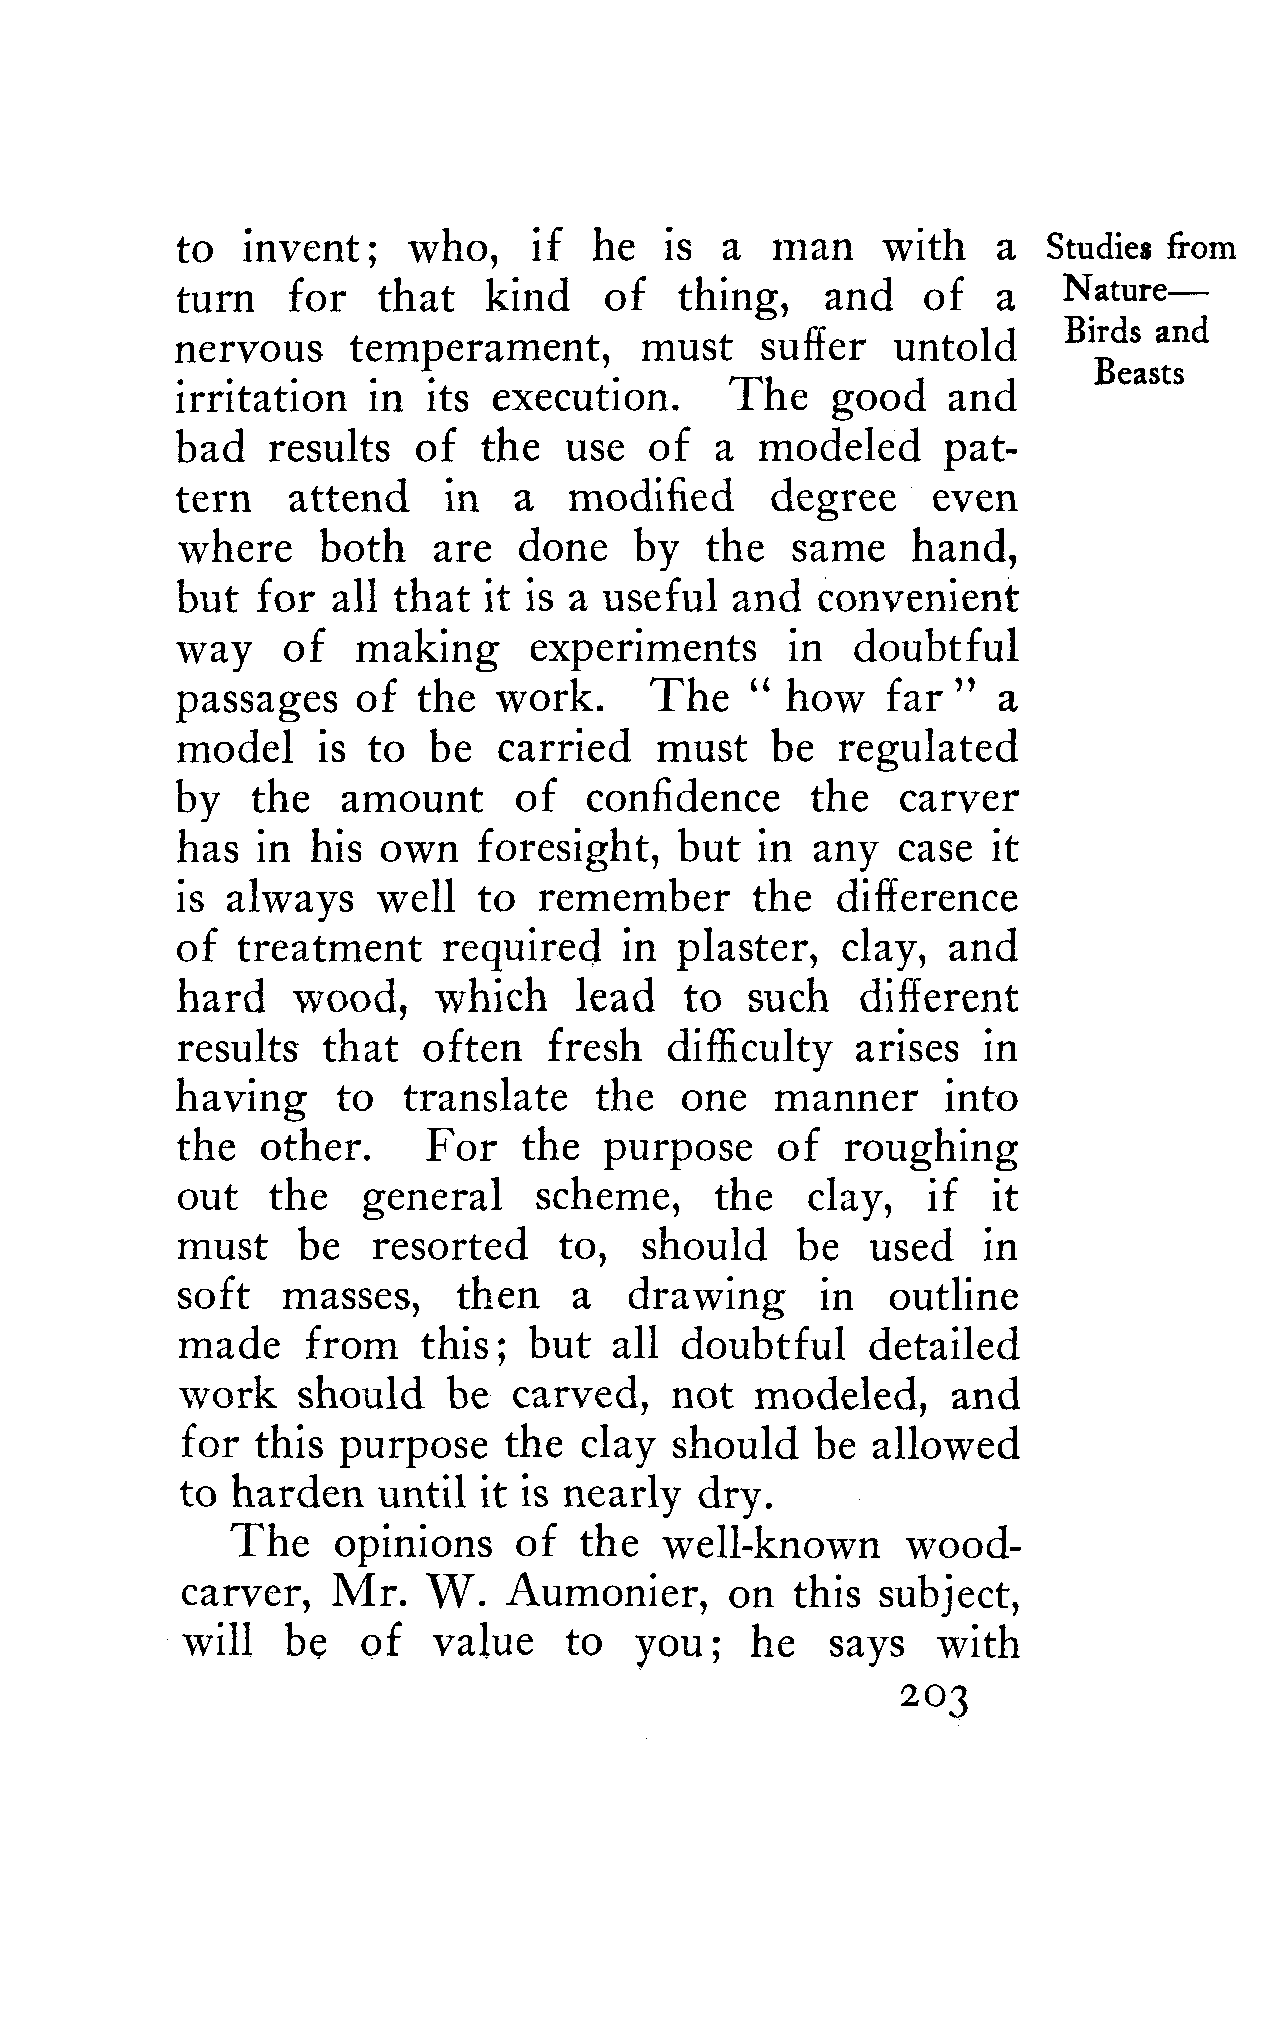 to invent; who, if he is a man with a
turn for that kind of thing, and of a
nervous temperament, must suffer untold
irritation in its execution. The good and
bad results of the use of a modeled pat-
tern attend in a modified degree even
where both are done by the same hand,
but for all that it is a useful and convenient
way of making experiments in doubtful
passages of the work. The “ how far ” a
model is to be carried must be regulated
by the amount of confidence the carver
has in his own foresight, but in any case it
is always well to remember the difference
of treatment required in plaster, clay, and
hard wood, which lead to such different
results that often fresh difficulty arises in
having to translate the one manner into
the other. For the purpose of roughing
out the general scheme, the clay, if it
must be resorted to, should be used in
soft masses, then a drawing in outline
made from this; but all doubtful detailed
work should be carved, not modeled, and
for this purpose the clay should be allowed
to harden until it is nearly dry.
The opinions of the well-known wood-
carver, Mr. W. Aumonier, on this subject,
will be of value to you; he says with
203
Studies from
Nature—
Birds and
Beasts